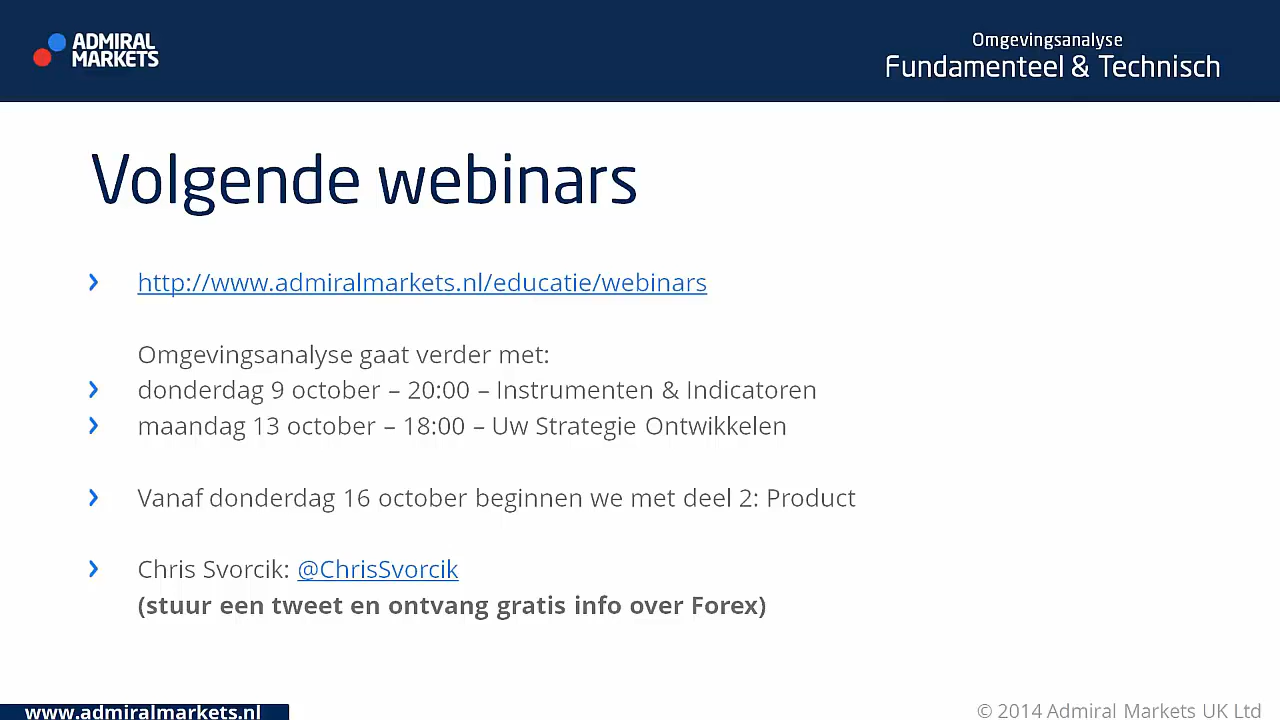 ADMIRAL
MARKETS
Omgevingsanalyse
Fundamenteel & Technisch
Volgende webinars
http://www.admiralmarkets.nl/educatie/webinars
Omgevingsanalyse gaat verder met:
donderdag 9 october – 20:00 – Instrumenten & Indicatoren
maandag 13 october – 18:00 – Uw Strategie Ontwikkelen
Vanaf donderdag 16 october beginnen we met deel 2: Product
Chris Svorcik: @ChrisSvorcik
(stuur een tweet en ontvang gratis info over Forex)
www.admiralmarkets.nl
© 2014 Admiral Markets UK Ltd